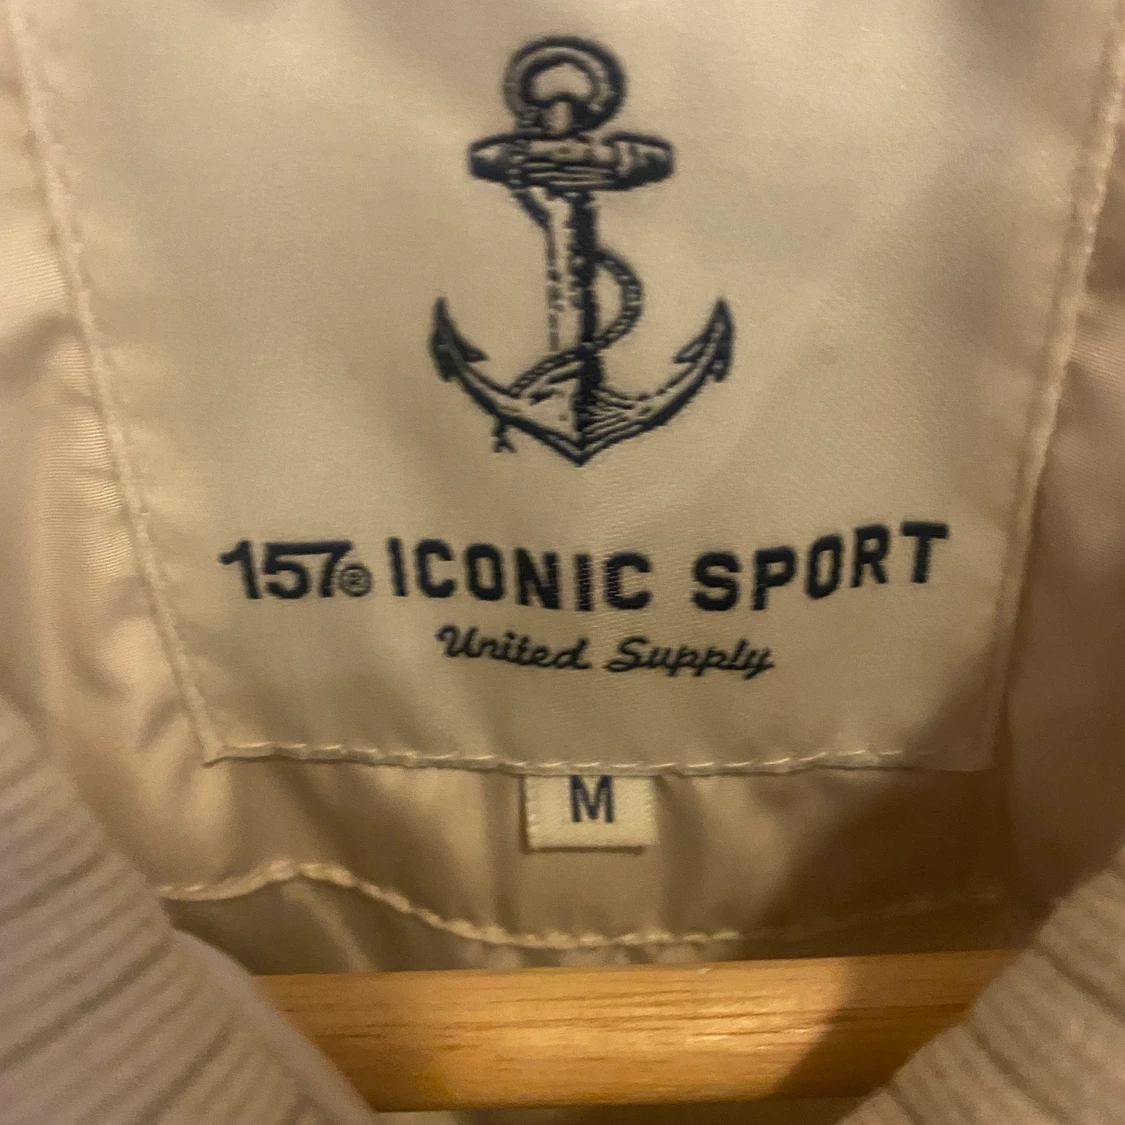 157® ICONIC SPORT
United Supply
M